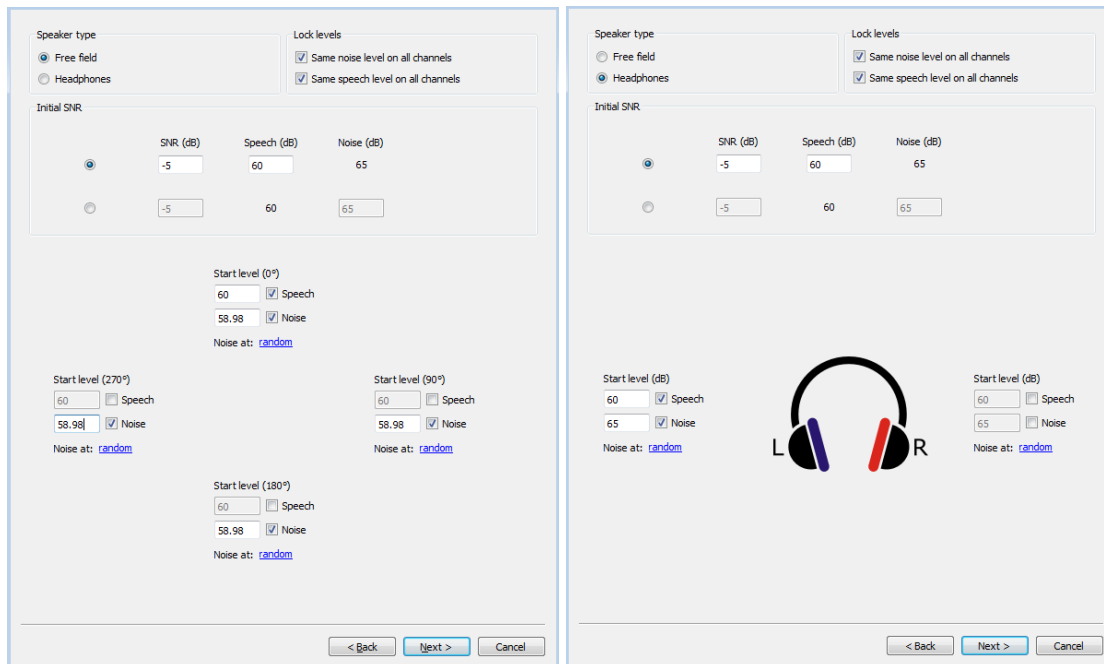 Speaker type
Free field
Headphones
Lock levels
Same noise level on all channels
Same speech level on all channels
Initial SNR
SNR (dB) Speech (dB) Noise (dB)
-5 60 65
-5 60 65
Start level (0°)
60 Speech
58.98 Noise
Noise at: random
Start level (270°)
60 Speech
58.98 Noise
Noise at: random
Start level (90°)
60 Speech
58.98 Noise
Noise at: random
Start level (180°)
60 Speech
58.98 Noise
Noise at: random
< Back Next > Cancel
Speaker type
Free field
Headphones
Lock levels
Same noise level on all channels
Same speech level on all channels
Initial SNR
SNR (dB) Speech (dB) Noise (dB)
-5 60 65
-5 60 65
Start level (dB)
60 Speech
65 Noise
Noise at: random
L R
Start level (dB)
60 Speech
65 Noise
Noise at: random
< Back Next > Cancel